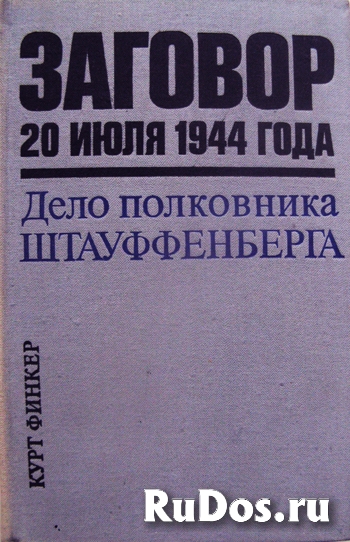 ЗАГОВОР
20 ИЮЛЯ 1944 ГОДА
Дело полковника
ШТАУФФЕНБЕРГА
КУРТ ФИНКЕР
RuDos.ru